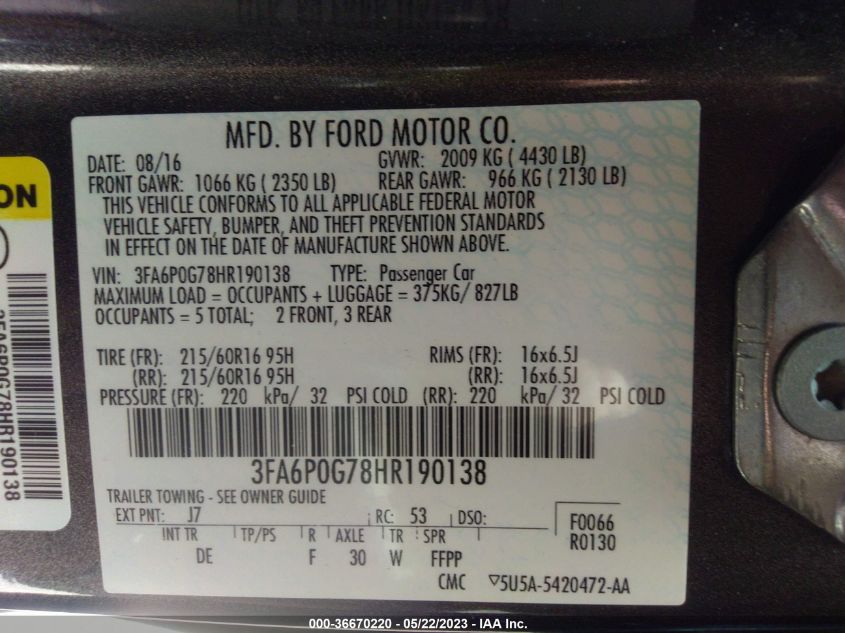 MFD. BY FORD MOTOR CO.
DATE: 08/16 GVWR: 2009 KG ( 4430 LB)
FRONT GAWR: 1066 KG ( 2350 LB) REAR GAWR: 966 KG ( 2130 LB)
THIS VEHICLE CONFORMS TO ALL APPLICABLE FEDERAL MOTOR
VEHICLE SAFETY, BUMPER, AND THEFT PREVENTION STANDARDS
IN EFFECT ON THE DATE OF MANUFACTURE SHOWN ABOVE.
VIN: 3FA6P0G78HR190138 TYPE: Passenger Car
MAXIMUM LOAD = OCCUPANTS + LUGGAGE = 375KG/ 827LB
OCCUPANTS = 5 TOTAL; 2 FRONT, 3 REAR
TIRE (FR): 215/60R16 95H RIMS (FR): 16x6.5J
(RR): 215/60R16 95H (RR): 16x6.5J
PRESSURE (FR): 220 kPa/ 32 PSI COLD (RR): 220 kPa/ 32 PSI COLD
3FA6P0G78HR190138
TRAILER TOWING - SEE OWNER GUIDE
EXT PNT: J7 RC: 53 DSO: F0066
R0130
INT TR TP/PS R AXLE TR SPR
DE F 30 W FFPP
CMC ▽5U5A-5420472-AA
ON
3FA6P0G78HR190138
000-36670220 - 05/22/2023 - IAA Inc.